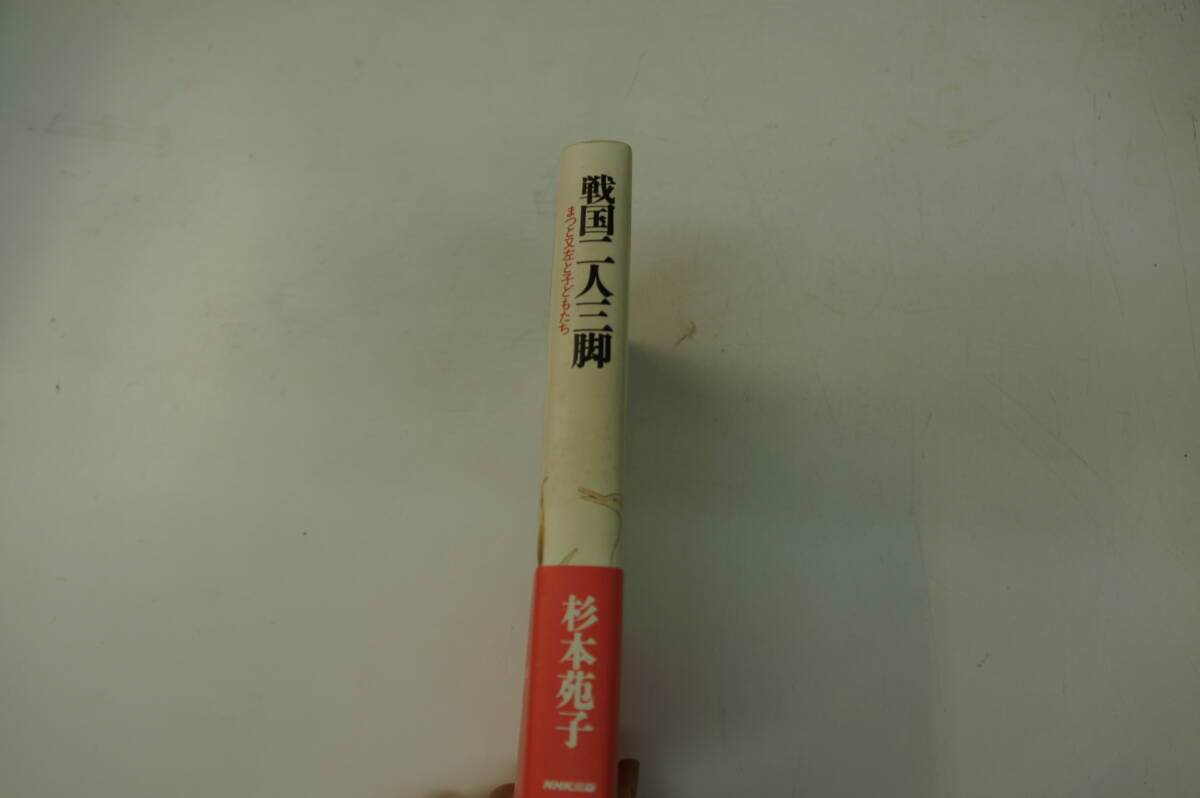 戦国二人三脚
まつと又左と子どもたち
杉本苑子
NHK出版